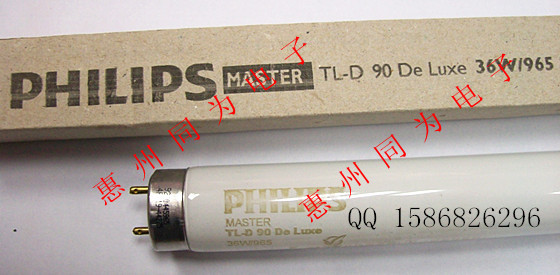 PHILIPS MASTER TL-D 90 De Luxe 36W/965
惠州同为电子
惠州同为电子
PHILIPS
MASTER
TL-D 90 De Luxe
36W/965
QQ 1586826296